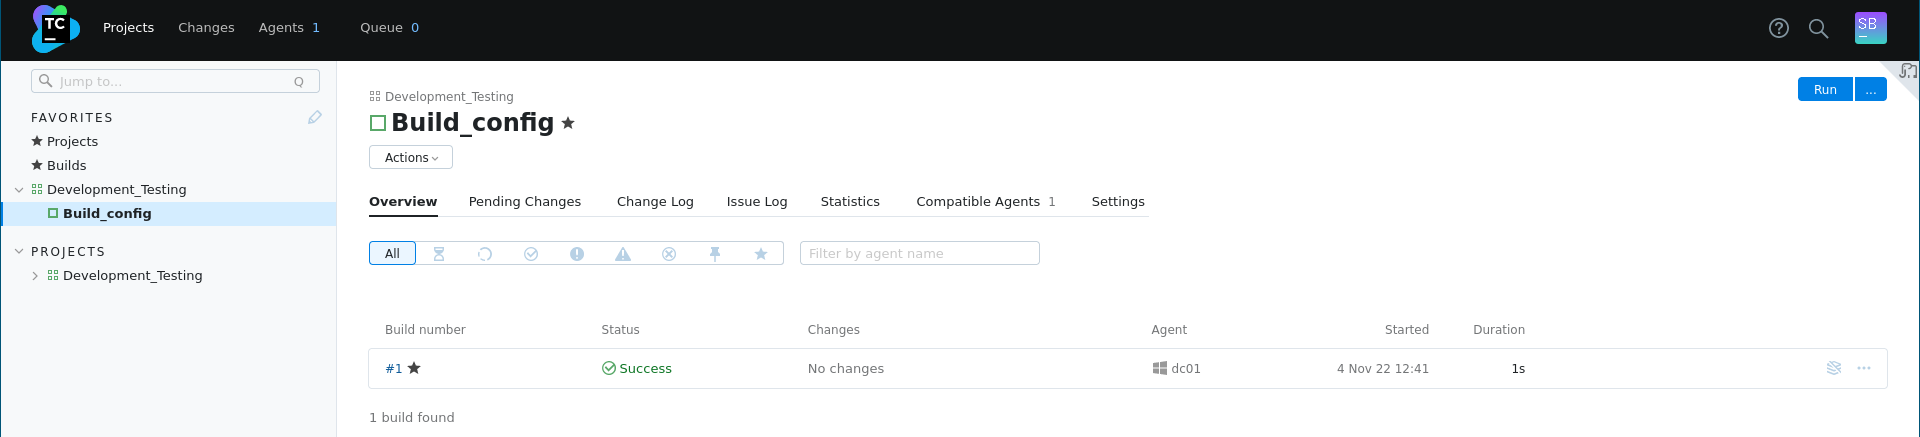 TC
Projects Changes Agents 1 Queue 0
SB
Jump to... Q
FAVORITES
Projects
Builds
Development_Testing
Build_config
PROJECTS
Development_Testing
Development_Testing
Build_config
Run ...
Actions
Overview Pending Changes Change Log Issue Log Statistics Compatible Agents 1 Settings
All Filter by agent name
Build number Status Changes Agent Started Duration
#1 Success No changes dc01 4 Nov 22 12:41 1s
1 build found